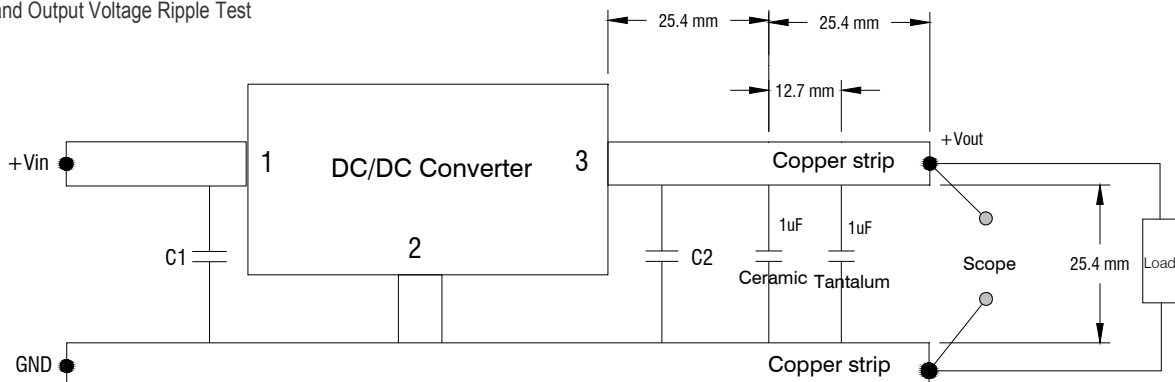 and Output Voltage Ripple Test
25.4 mm
25.4 mm
12.7 mm
+Vin
1
DC/DC Converter
3
Copper strip
+Vout
2
C1
C2
1uF
1uF
Ceramic
Tantalum
Scope
25.4 mm
Load
GND
Copper strip